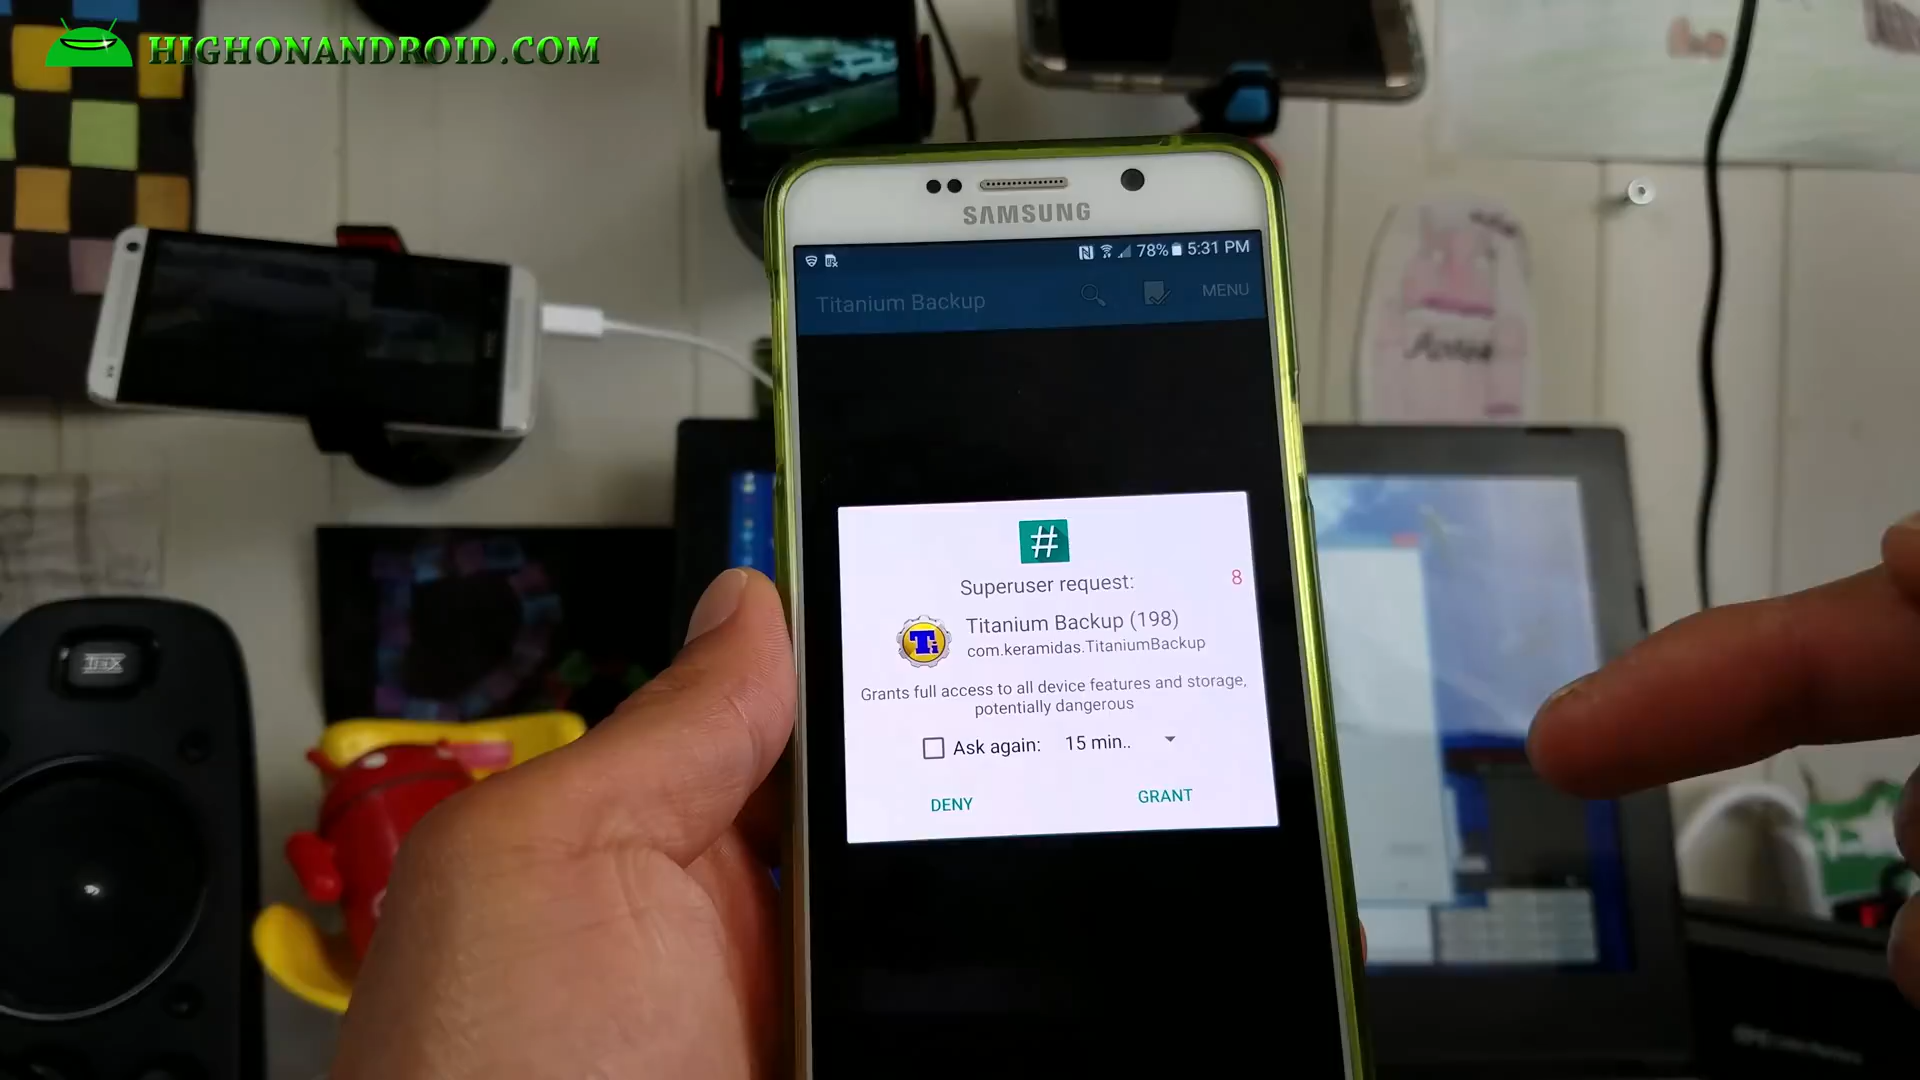 HIGHONANDROID.COM
SAMSUNG
78% 5:31 PM
Titanium Backup
MENU
#
Superuser request:
8
Titanium Backup (198)
com.keramidas.TitaniumBackup
Ti
Grants full access to all device features and storage,
potentially dangerous
Ask again: 15 min..
DENY
GRANT